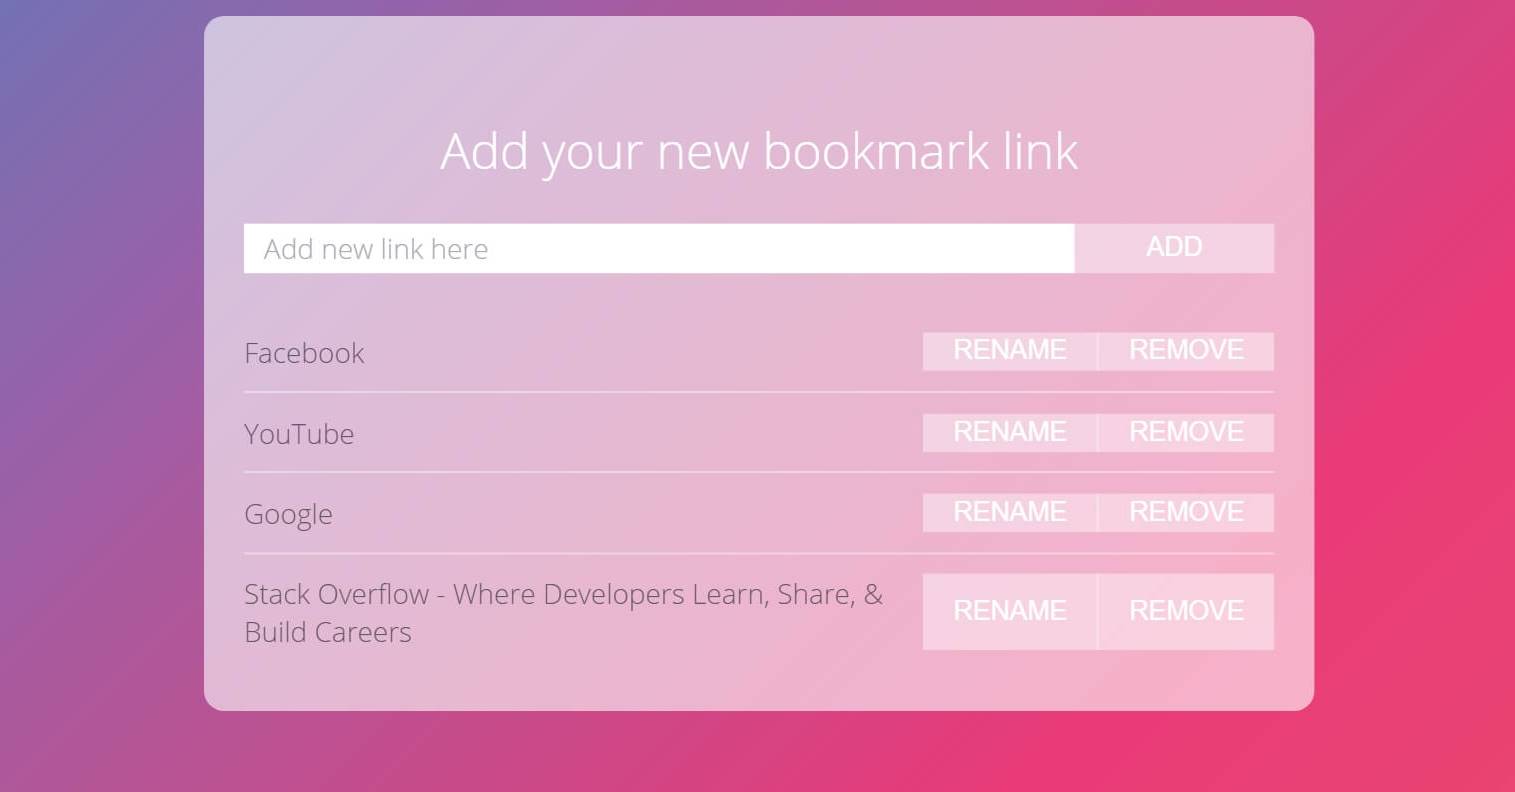 Add your new bookmark link
Add new link here ADD
Facebook RENAME REMOVE
YouTube RENAME REMOVE
Google RENAME REMOVE
Stack Overflow - Where Developers Learn, Share, &
Build Careers
RENAME REMOVE